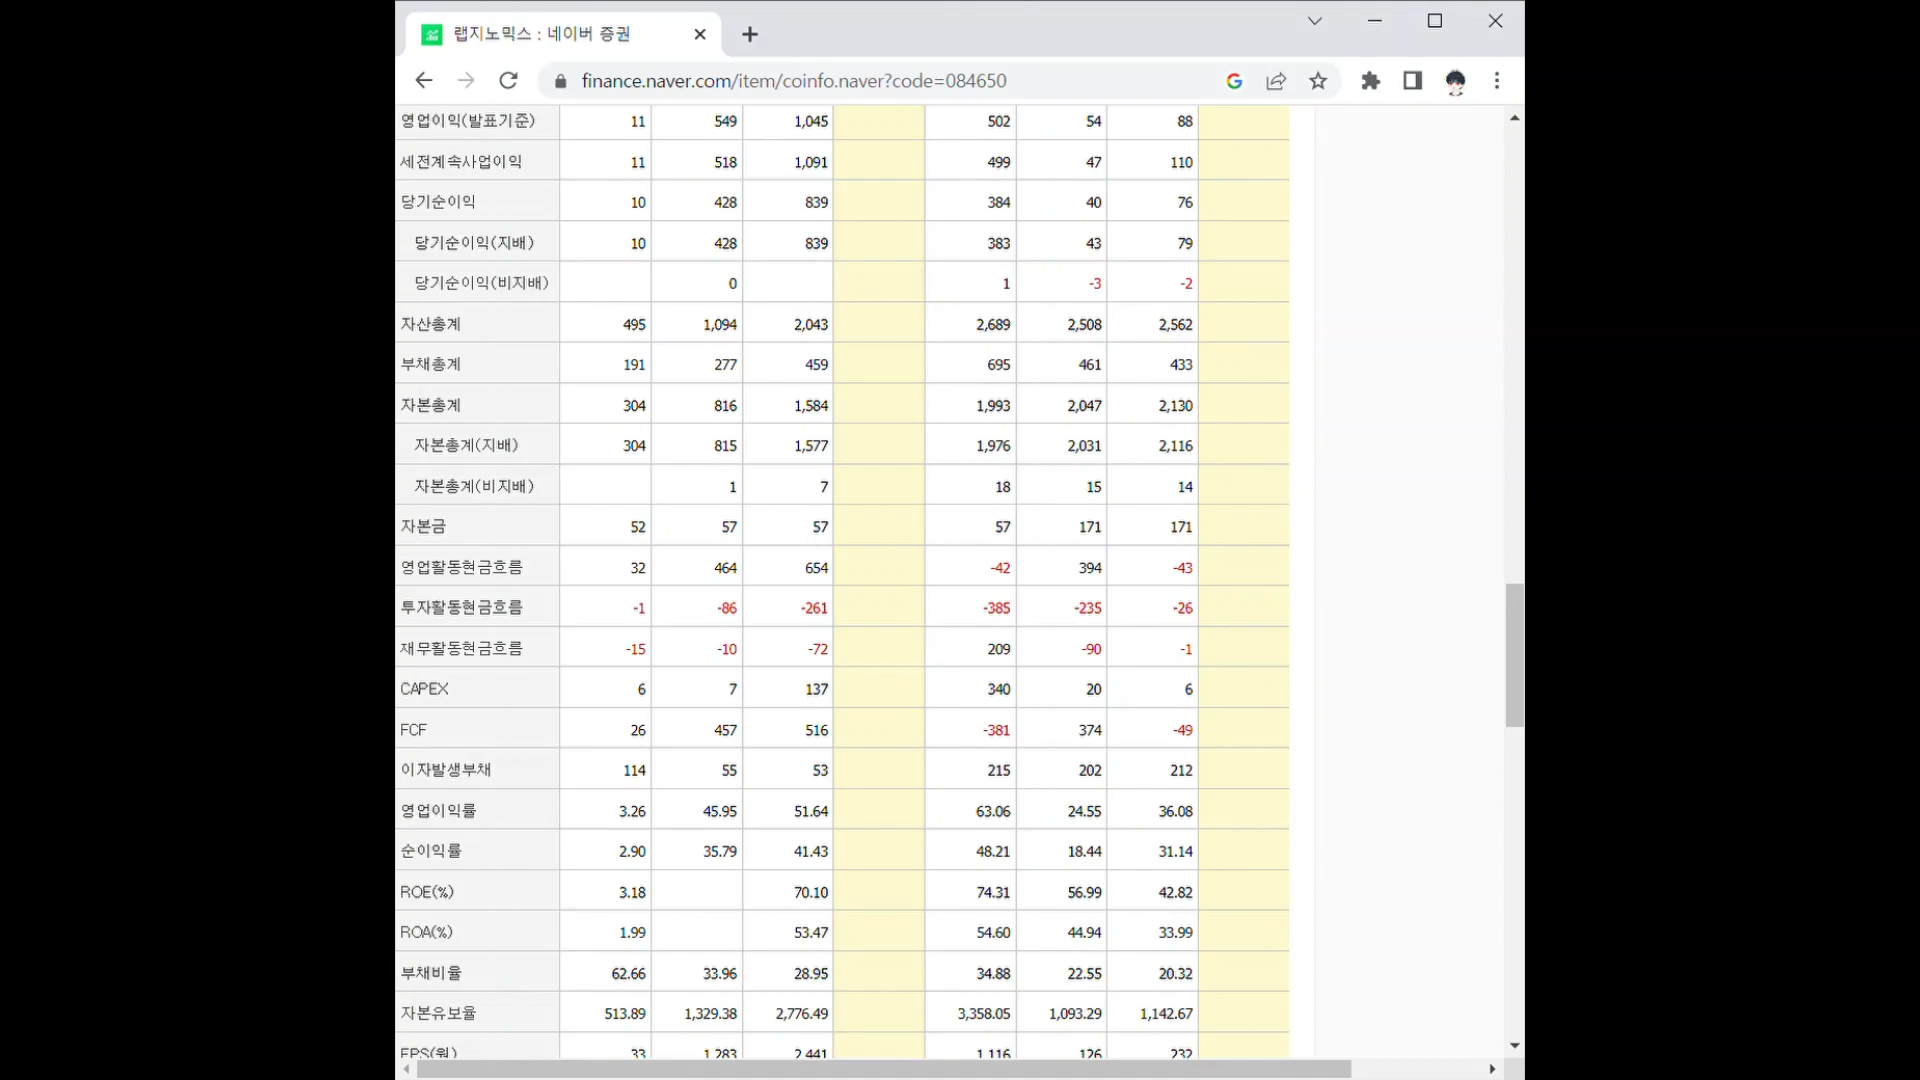 랩지노믹스 : 네이버 증권
finance.naver.com/item/coinfo.naver?code=084650
영업이익(발표기준) 11 549 1,045 502 54 88
세전계속사업이익 11 518 1,091 499 47 110
당기순이익 10 428 839 384 40 76
당기순이익(지배) 10 428 839 383 43 79
당기순이익(비지배) 0 1 -3 -2
자산총계 495 1,094 2,043 2,689 2,508 2,562
부채총계 191 277 459 695 461 433
자본총계 304 816 1,584 1,993 2,047 2,130
자본총계(지배) 304 815 1,577 1,976 2,031 2,116
자본총계(비지배) 1 7 18 15 14
자본금 52 57 57 57 171 171
영업활동현금흐름 32 464 654 -42 394 -43
투자활동현금흐름 -1 -86 -261 -385 -235 -26
재무활동현금흐름 -15 -10 -72 209 -90 -1
CAPEX 6 7 137 340 20 6
FCF 26 457 516 -381 374 -49
이자발생부채 114 55 53 215 202 212
영업이익률 3.26 45.95 51.64 63.06 24.55 36.08
순이익률 2.90 35.79 41.43 48.21 18.44 31.14
ROE(%) 3.18 70.10 74.31 56.99 42.82
ROA(%) 1.99 53.47 54.60 44.94 33.99
부채비율 62.66 33.96 28.95 34.88 22.55 20.32
자본유보율 513.89 1,329.38 2,776.49 3,358.05 1,093.29 1,142.67
EPS(원) 33 1,283 2,441 1,116 126 232